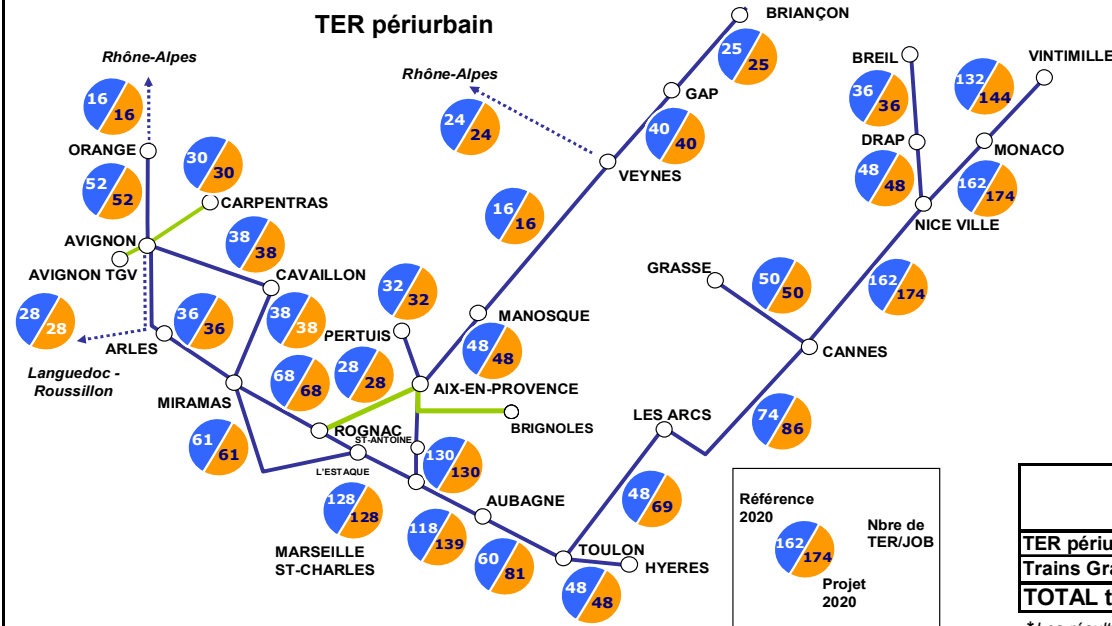 TER périurbain
BRIANÇON
25
25
Rhône-Alpes
Rhône-Alpes
BREIL
VINTIMILLE
16
16
24
24
GAP
36
36
132
144
ORANGE
30
30
40
40
DRAP
MONACO
52
52
CARPENTRAS
VEYNES
48
48
162
174
AVIGNON
38
38
16
16
NICE VILLE
AVIGNON TGV
CAVAILLON
GRASSE
50
50
162
174
28
28
36
36
38
38
32
32
MANOSQUE
ARLES
PERTUIS
48
48
CANNES
Languedoc -
Roussillon
68
68
28
28
AIX-EN-PROVENCE
MIRAMAS
LES ARCS
74
86
BRIGNOLES
ROGNAC
ST-ANTOINE
61
61
L'ESTAQUE
130
130
128
128
AUBAGNE
48
69
118
139
MARSEILLE
ST-CHARLES
60
81
TOULON
HYERES
48
48
Référence
2020
Nbre de
TER/JOB
162
174
Projet
2020
TER périu
Trains Gra
TOTAL t